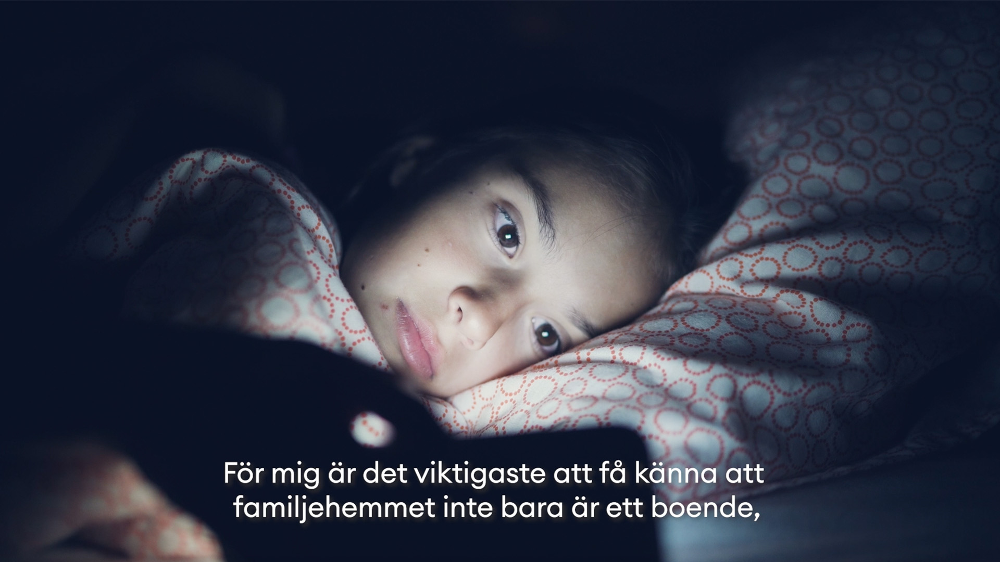 För mig är det viktigaste att få känna att
familjehemmet inte bara är ett boende,